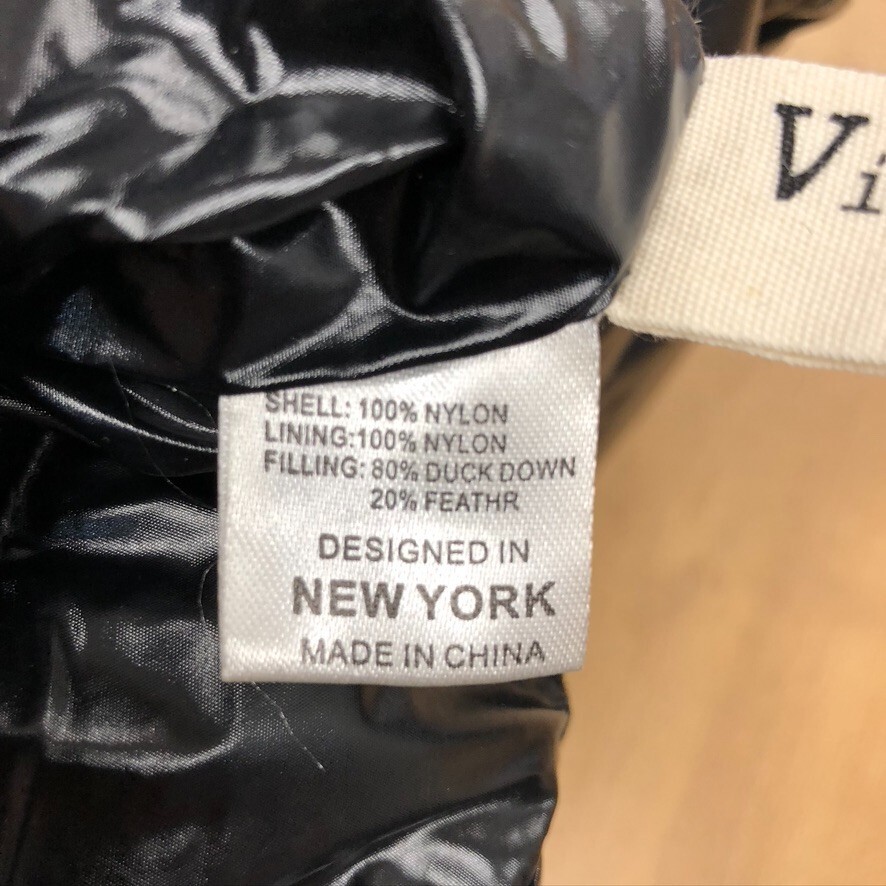 Vi
SHELL: 100% NYLON
LINING:100% NYLON
FILLING: 80% DUCK DOWN
20% FEATHR
DESIGNED IN
NEW YORK
MADE IN CHINA